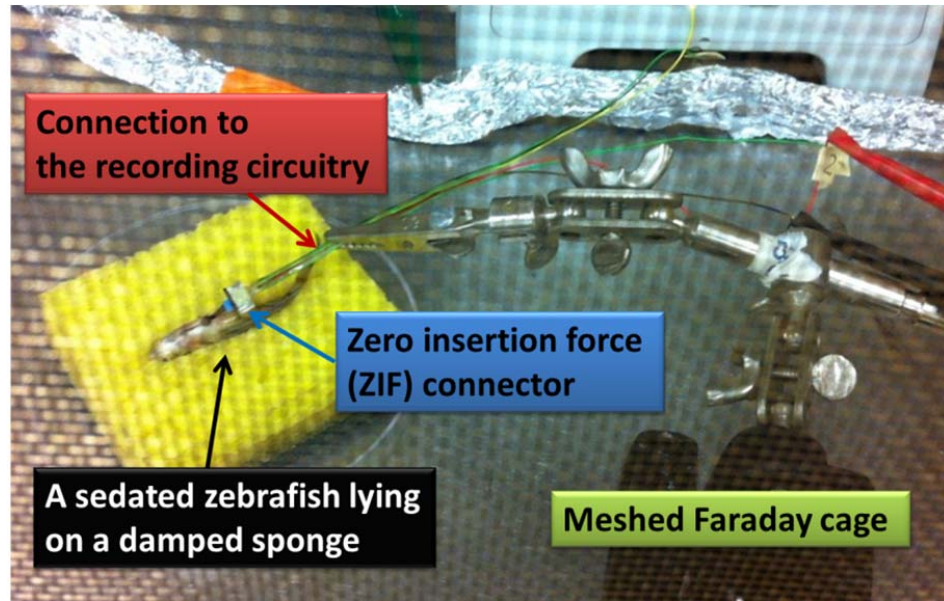 Connection to
the recording circuitry
2
Zero insertion force
(ZIF) connector
A sedated zebrafish lying
on a damped sponge
Meshed Faraday cage